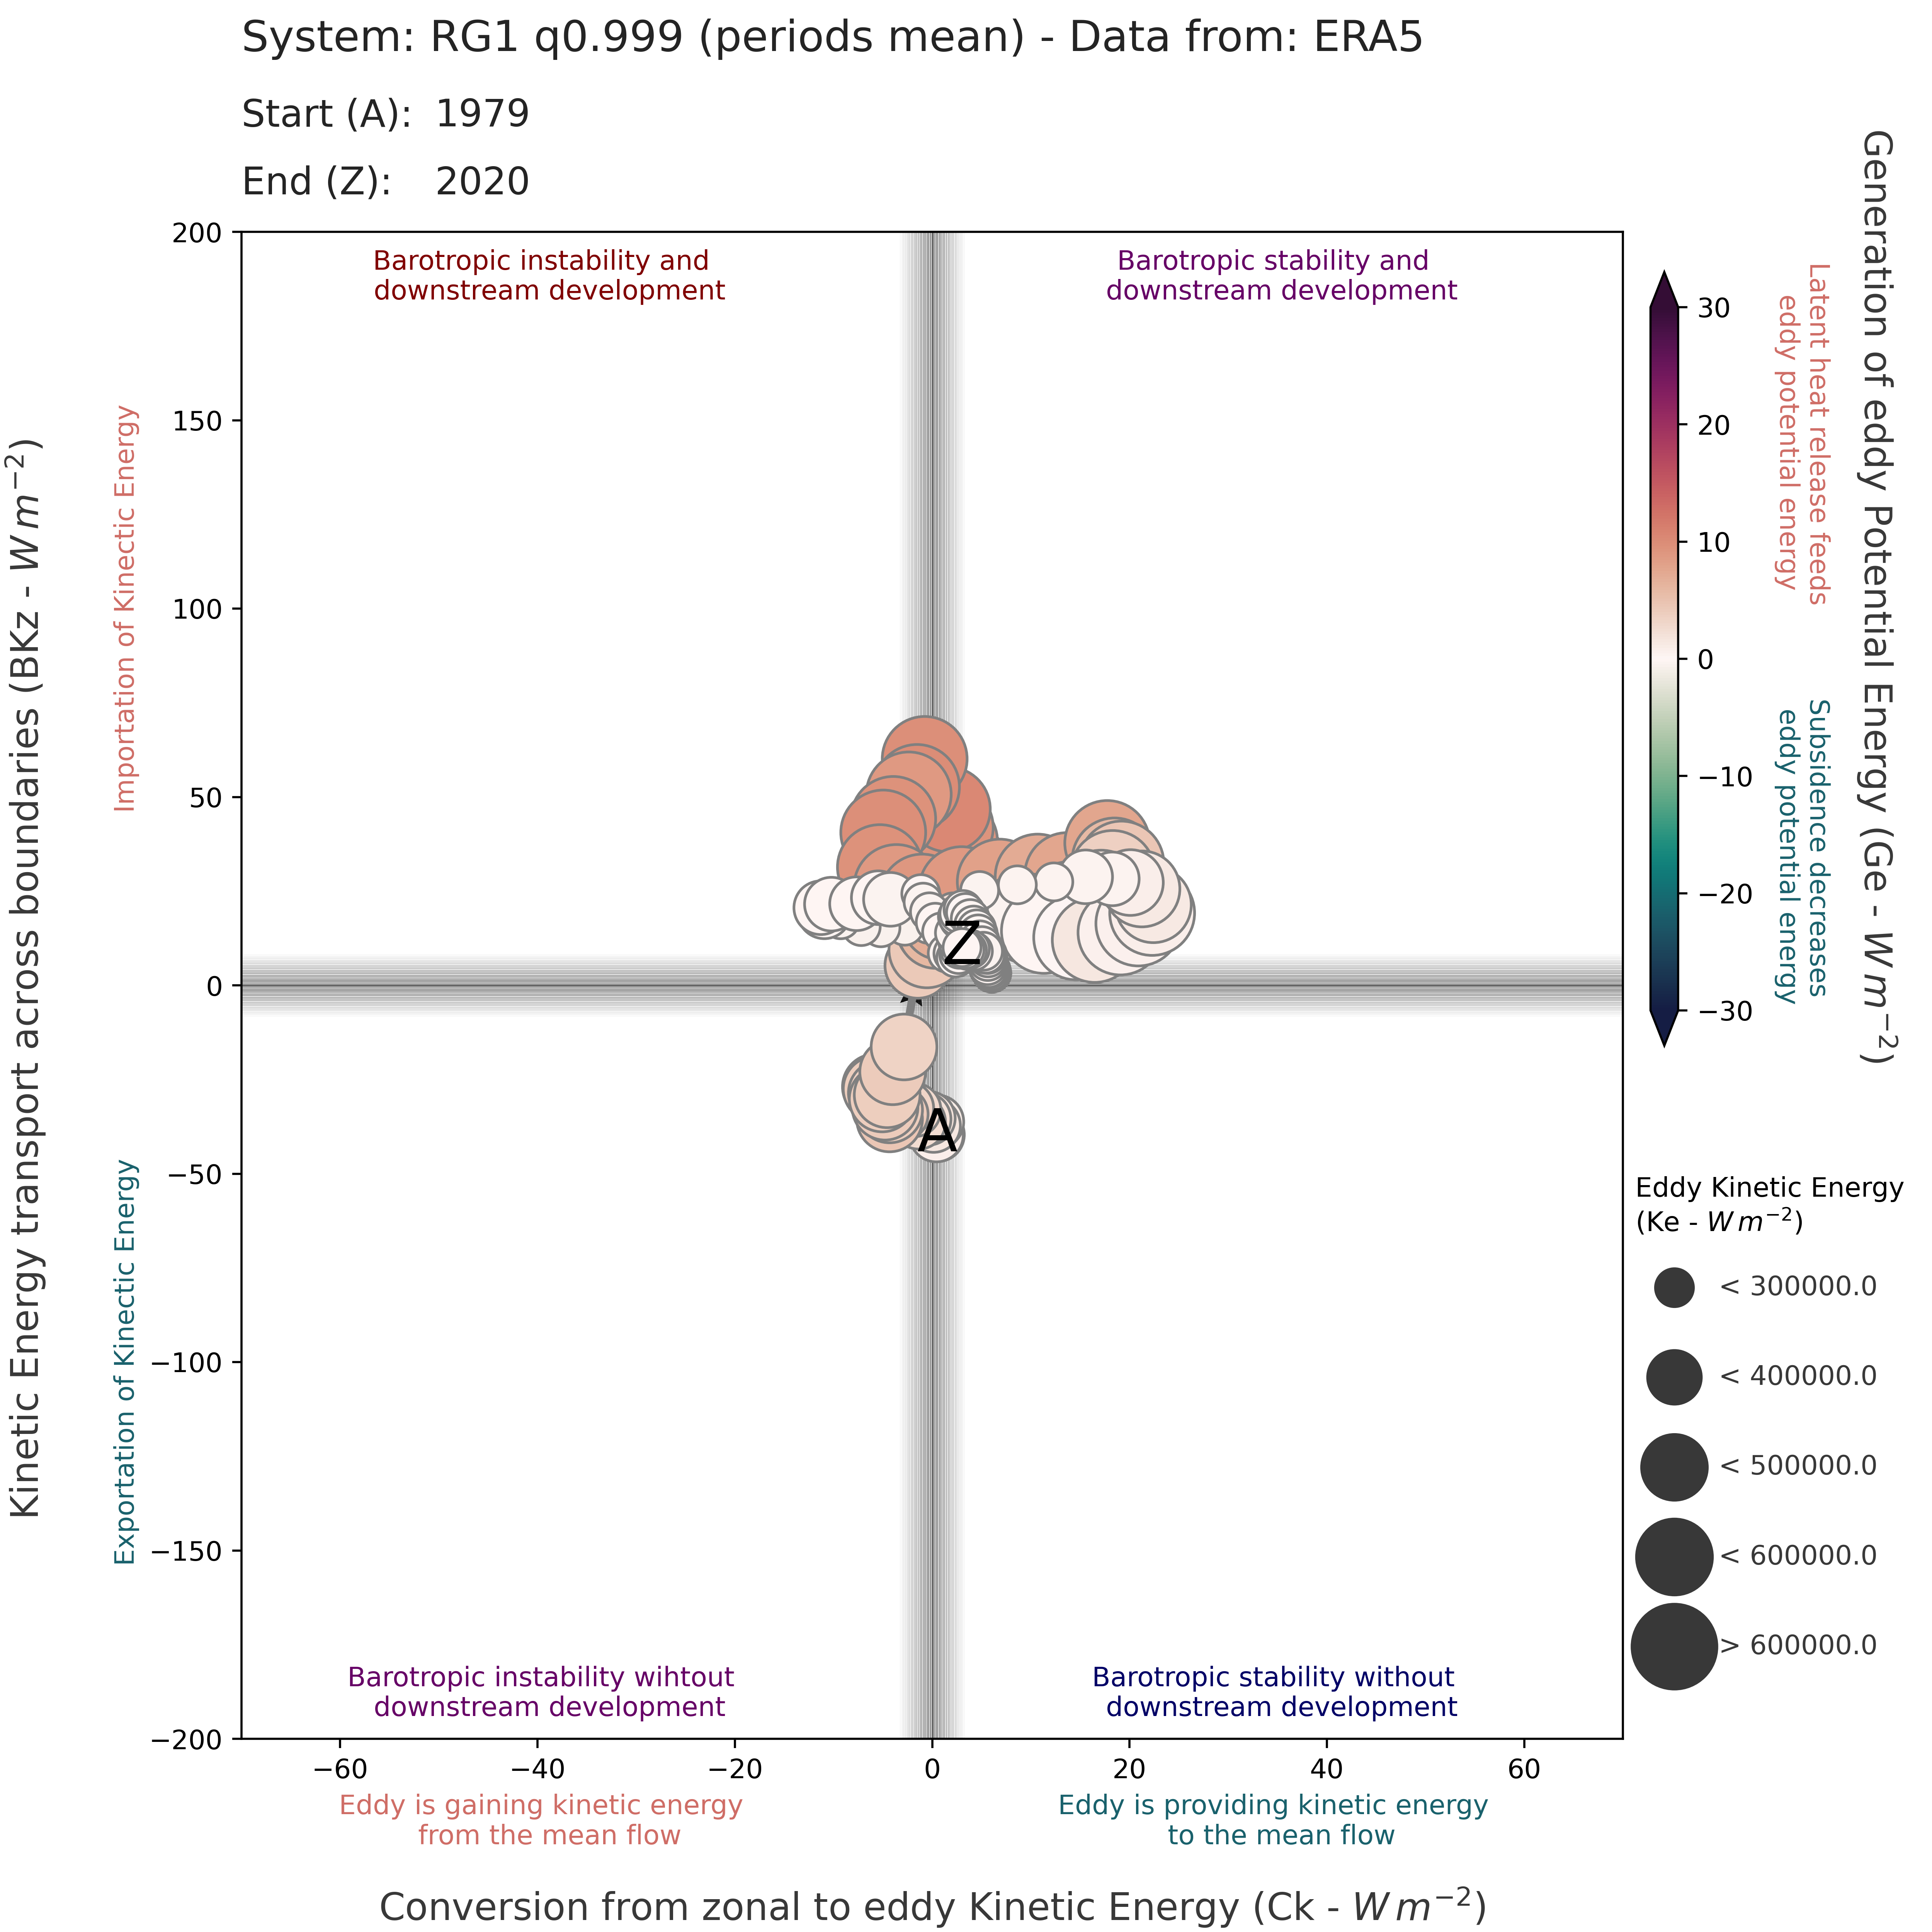 System: RG1 q0.999 (periods mean) - Data from: ERA5
Start (A): 1979
End (Z): 2020
Kinetic Energy transport across boundaries (BKz - W m⁻²)
Importation of Kinectic Energy
Exportation of Kinectic Energy
200
150
100
50
0
−50
−100
−150
−200
Barotropic instability and
downstream development
Barotropic stability and
downstream development
Z
A
Barotropic instability wihtout
downstream development
Barotropic stability without
downstream development
−60
−40
−20
0
20
40
60
Eddy is gaining kinetic energy
from the mean flow
Eddy is providing kinetic energy
to the mean flow
Conversion from zonal to eddy Kinetic Energy (Ck - W m⁻²)
30
20
10
0
−10
−20
−30
Latent heat release feeds
eddy potential energy
Subsidence decreases
eddy potential energy
Generation of eddy Potential Energy (Ge - W m⁻²)
Eddy Kinetic Energy
(Ke - W m⁻²)
< 300000.0
< 400000.0
< 500000.0
< 600000.0
> 600000.0